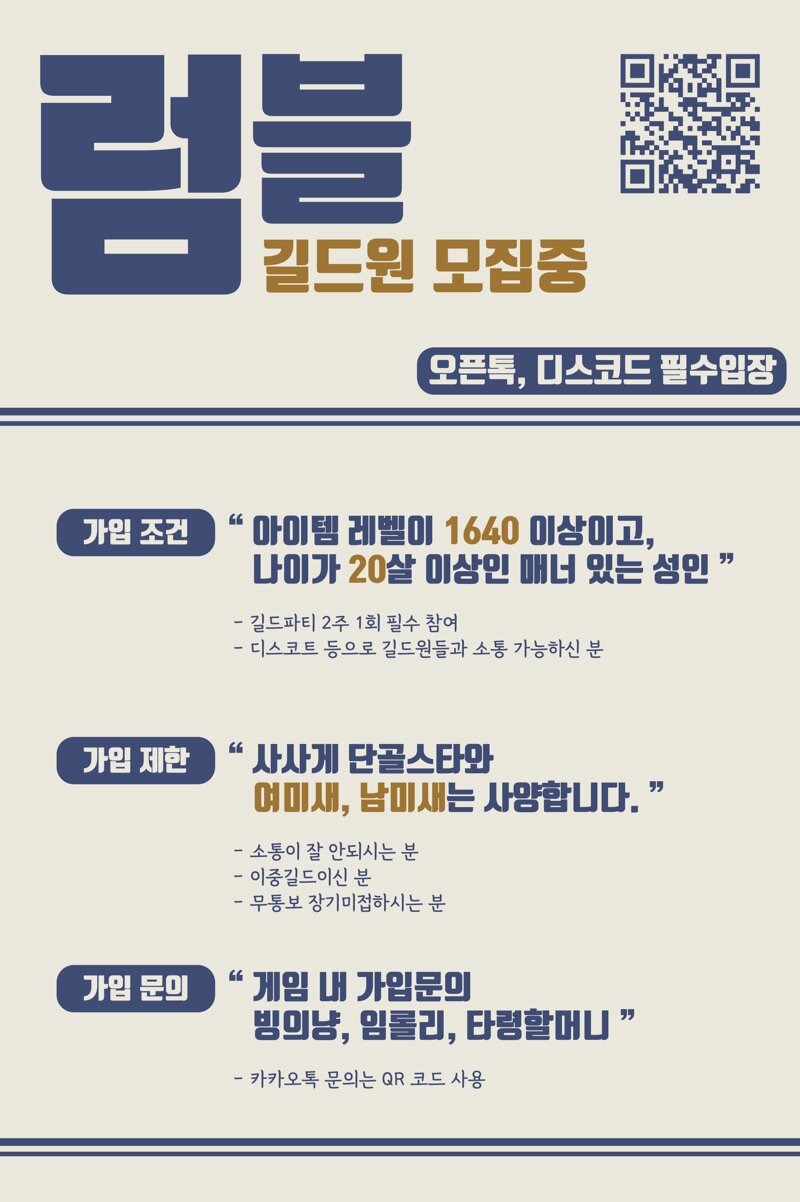 럼블
길드원 모집중
오픈톡, 디스코드 필수입장
가입 조건
“ 아이템 레벨이 1640 이상이고,
나이가 20살 이상인 매너 있는 성인 ”
- 길드파티 2주 1회 필수 참여
- 디스코트 등으로 길드원들과 소통 가능하신 분
가입 제한
“ 사사게 단골스타와
여미새, 남미새는 사양합니다. ”
- 소통이 잘 안되시는 분
- 이중길드이신 분
- 무통보 장기미접하시는 분
가입 문의
“ 게임 내 가입문의
빙의냥, 임롤리, 타령할머니 ”
- 카카오톡 문의는 QR 코드 사용